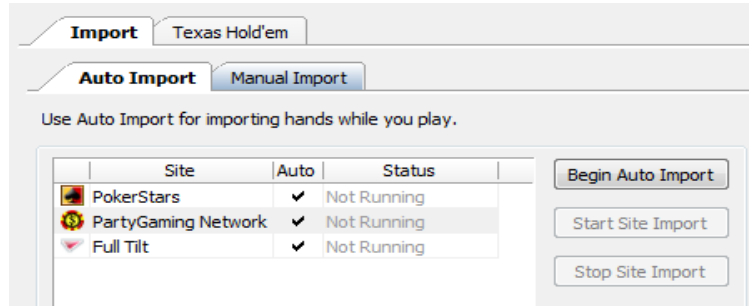 Import Texas Hold'em
Auto Import Manual Import
Use Auto Import for importing hands while you play.
Site Auto Status
PokerStars Not Running
PartyGaming Network Not Running
Full Tilt Not Running
Begin Auto Import
Start Site Import
Stop Site Import